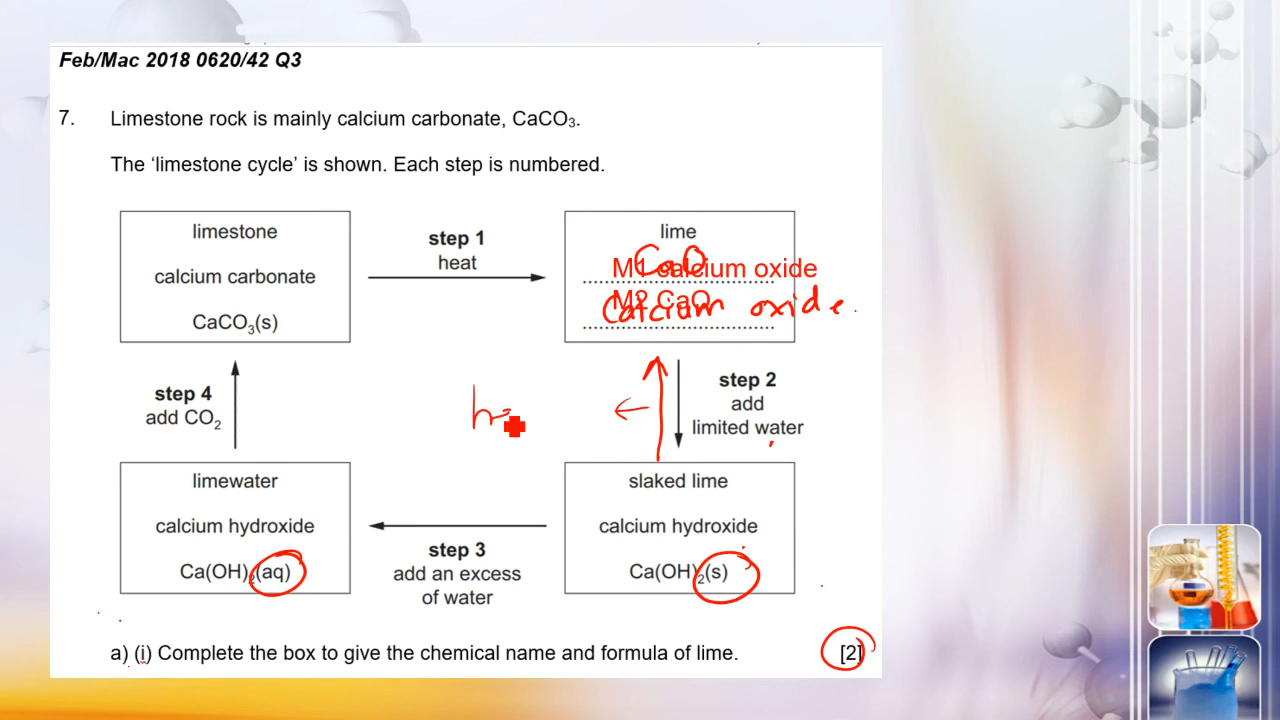 Feb/Mac 2018 0620/42 Q3
7. Limestone rock is mainly calcium carbonate, CaCO₃.
The ‘limestone cycle’ is shown. Each step is numbered.
limestone
calcium carbonate
CaCO₃(s)
step 1
heat
lime
CaO
M1 calcium oxide
M2 CaO
Calcium oxide.
step 4
add CO₂
step 2
add
limited water
limewater
calcium hydroxide
Ca(OH)₂(aq)
step 3
add an excess
of water
slaked lime
calcium hydroxide
Ca(OH)₂(s)
a) (i) Complete the box to give the chemical name and formula of lime. [2]